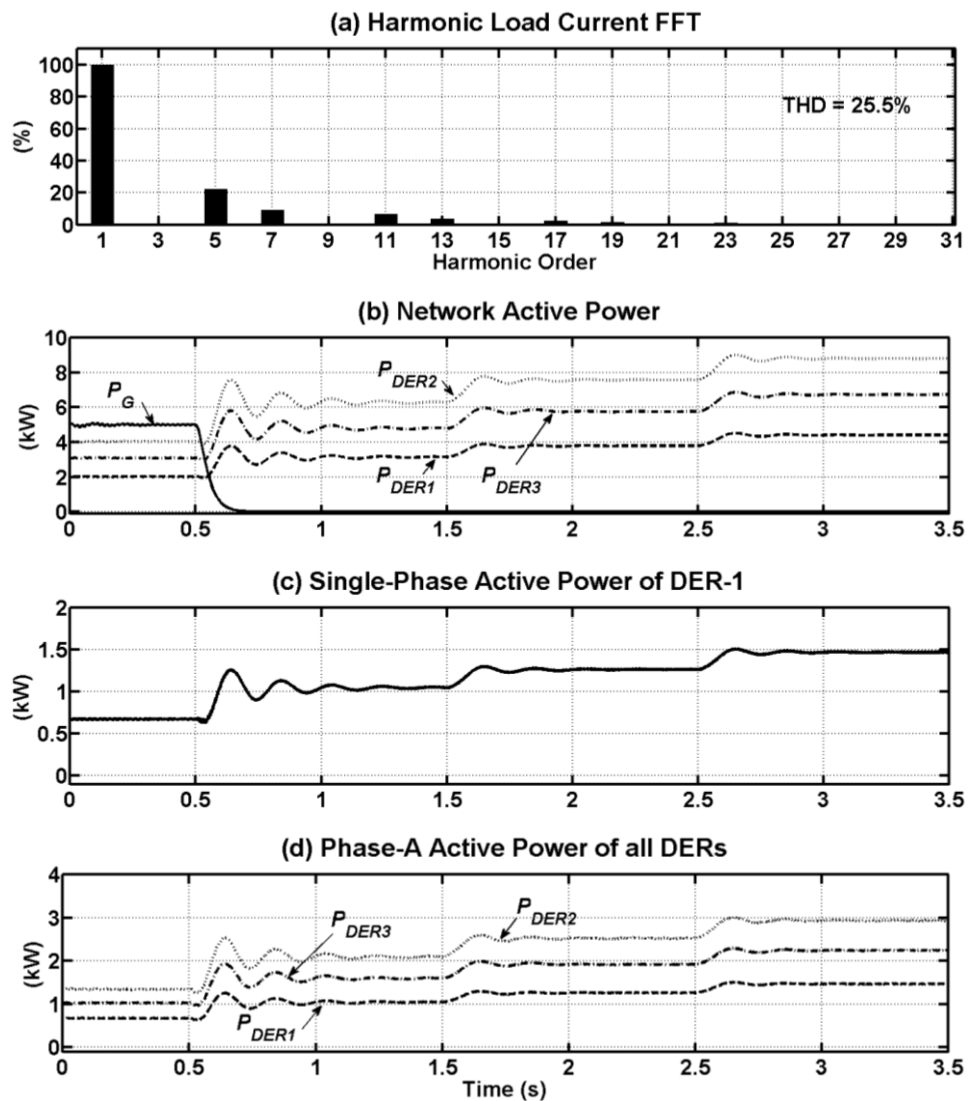 (a) Harmonic Load Current FFT
100
80
60
40
20
0
(%)
THD = 25.5%
1 3 5 7 9 11 13 15 17 19 21 23 25 27 29 31
Harmonic Order
(b) Network Active Power
10
8
6
4
2
0
(kW)
P_G
P_DER2
P_DER1
P_DER3
0 0.5 1 1.5 2 2.5 3 3.5
(c) Single-Phase Active Power of DER-1
2
1.5
1
0.5
0
(kW)
0 0.5 1 1.5 2 2.5 3 3.5
(d) Phase-A Active Power of all DERs
4
3
2
1
0
(kW)
P_DER3
P_DER2
P_DER1
0 0.5 1 1.5 2 2.5 3 3.5
Time (s)